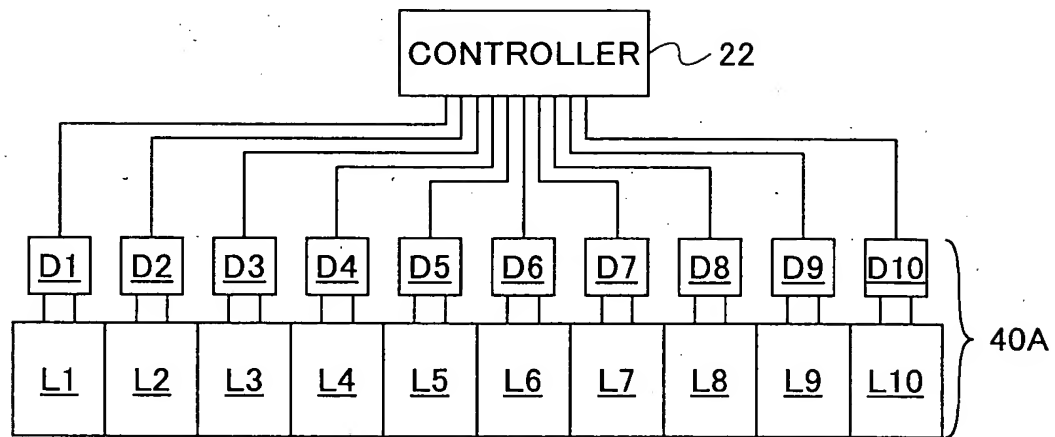 CONTROLLER
22
D1 D2 D3 D4 D5 D6 D7 D8 D9 D10
40A
L1 L2 L3 L4 L5 L6 L7 L8 L9 L10